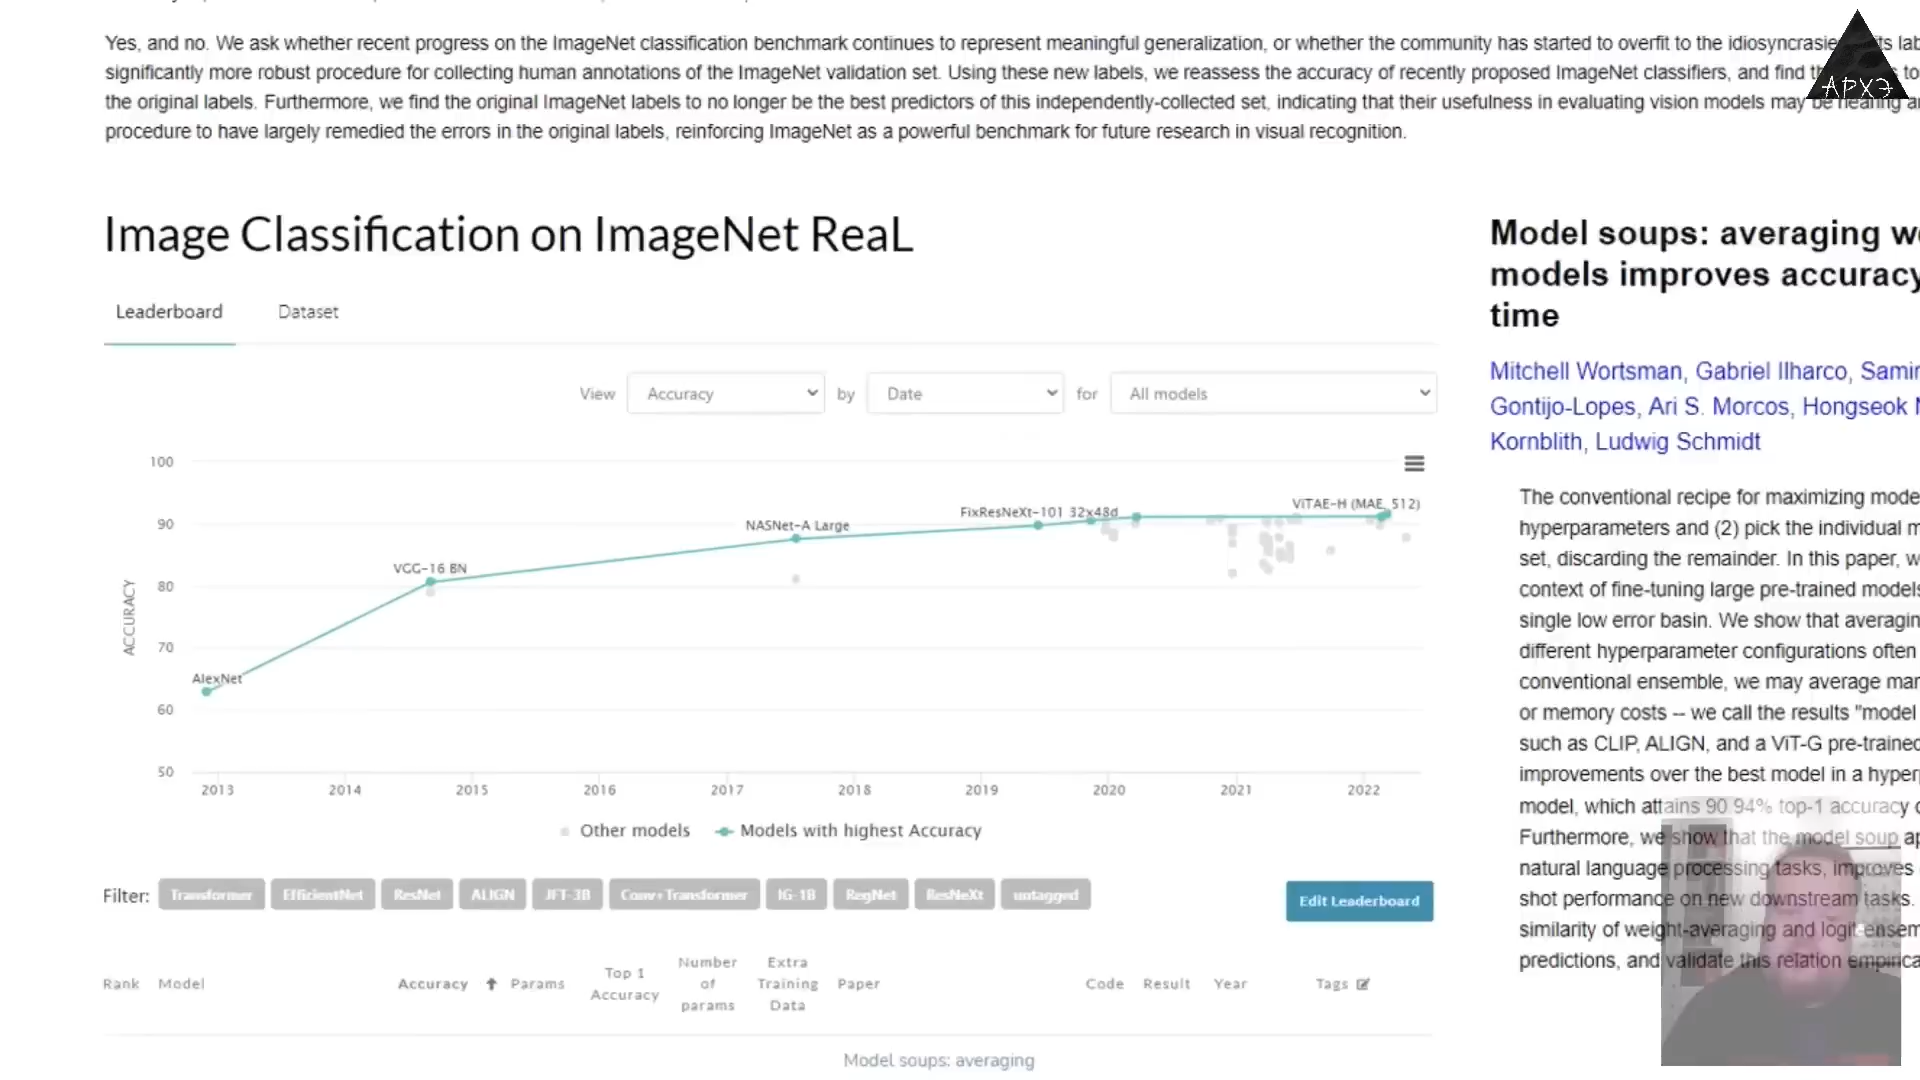 Yes, and no. We ask whether recent progress on the ImageNet classification benchmark continues to represent meaningful generalization, or whether the community has started to overfit to the idiosyncrasie its lab
significantly more robust procedure for collecting human annotations of the ImageNet validation set. Using these new labels, we reassess the accuracy of recently proposed ImageNet classifiers, and find th to
the original labels. Furthermore, we find the original ImageNet labels to no longer be the best predictors of this independently-collected set, indicating that their usefulness in evaluating vision models may be nearing a
procedure to have largely remedied the errors in the original labels, reinforcing ImageNet as a powerful benchmark for future research in visual recognition.
АРХЭ
Image Classification on ImageNet ReaL
Leaderboard Dataset
View Accuracy by Date for All models
100
90
80
70
60
50
ACCURACY
AlexNet
VGG-16 BN
NASNet-A Large
FixResNeXt-101 32x48d
ViTAE-H (MAE, 512)
2013 2014 2015 2016 2017 2018 2019 2020 2021 2022
Other models Models with highest Accuracy
Filter: Transformer EfficientNet ResNet ALIGN JFT-3B Conv+Transformer IG-1B RegNet ResNeXt untagged
Edit Leaderboard
Rank Model Accuracy Params Top 1 Accuracy Number of params Extra Training Data Paper Code Result Year Tags
Model soups: averaging
Model soups: averaging we
models improves accuracy
time
Mitchell Wortsman, Gabriel Ilharco, Samir
Gontijo-Lopes, Ari S. Morcos, Hongseok N
Kornblith, Ludwig Schmidt
The conventional recipe for maximizing mode
hyperparameters and (2) pick the individual m
set, discarding the remainder. In this paper, w
context of fine-tuning large pre-trained models
single low error basin. We show that averagin
different hyperparameter configurations often
conventional ensemble, we may average man
or memory costs -- we call the results "model
such as CLIP, ALIGN, and a ViT-G pre-trained
improvements over the best model in a hyperp
model, which attains 90.94% top-1 accuracy o
Furthermore, we show that the model soup ap
natural language processing tasks, improves
shot performance on new downstream tasks.
similarity of weight-averaging and logit-ensem
predictions, and validate this relation empirica